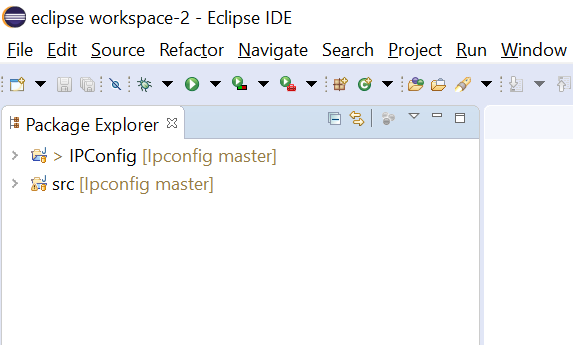 eclipse workspace-2 - Eclipse IDE
File Edit Source Refactor Navigate Search Project Run Window
Package Explorer
> IPConfig [Ipconfig master]
src [Ipconfig master]